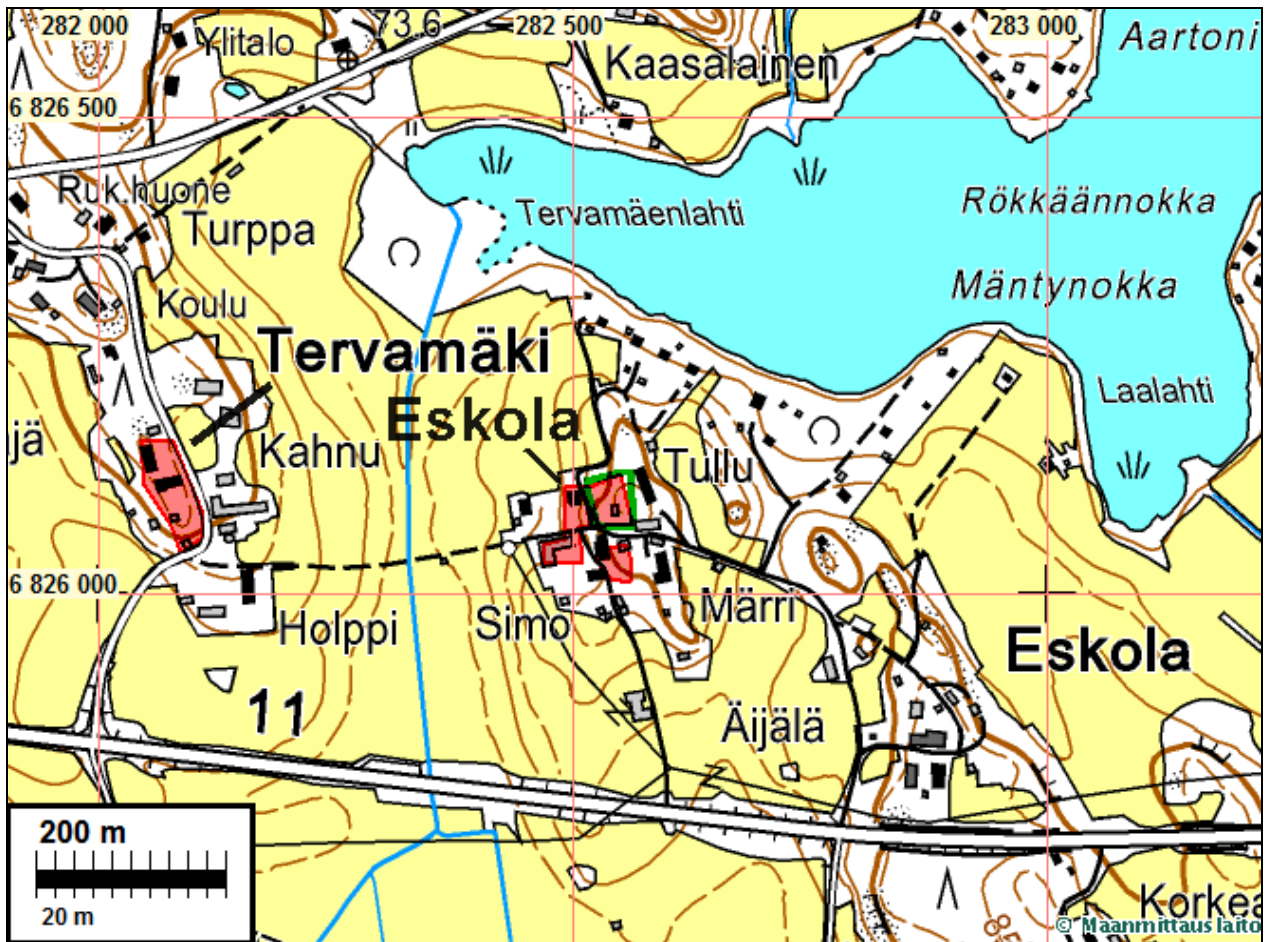 282 000
73.6
282 500
283 000
Ylitalo
Kaasalainen
Aartoni
6 826 500
Ruk.huone
Turppa
Tervamäenlahti
Rökkäännokka
Mäntynokka
Koulu
Tervamäki
Eskola
Laalahti
jä
Kahnu
Tullu
6 826 000
Holppi
Simo
Märri
Eskola
11
Äijälä
200 m
20 m
Korkea
© Maanmittauslaito